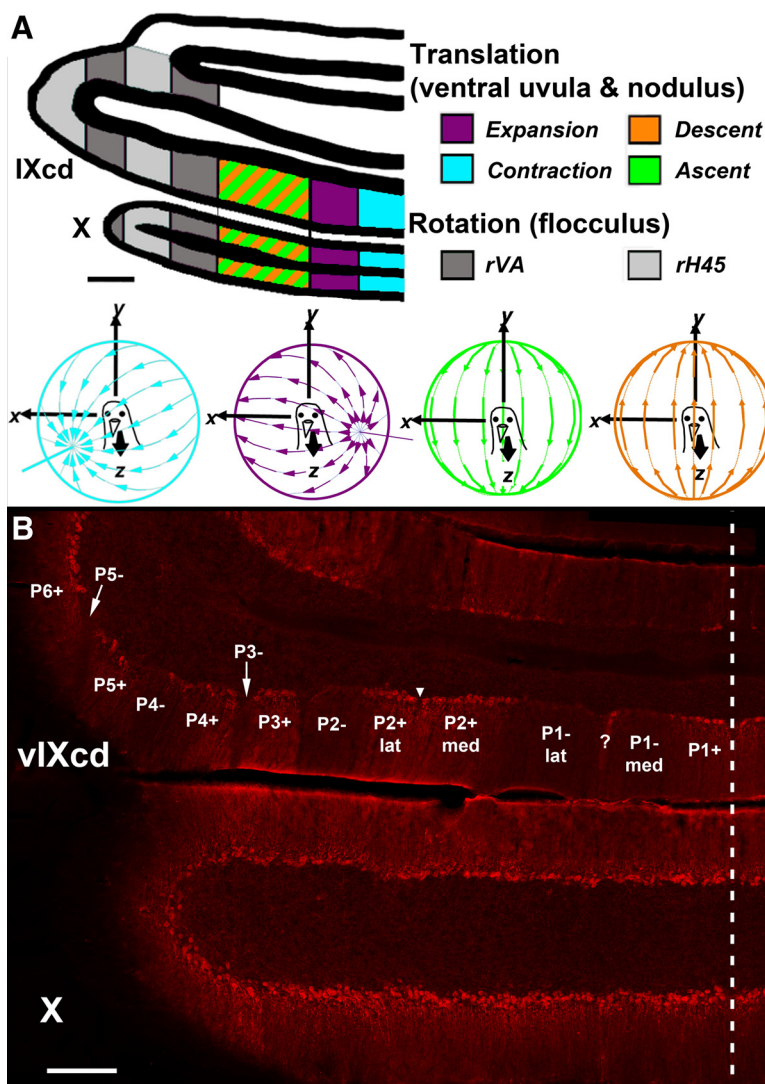 A
Translation
(ventral uvula & nodulus)
Expansion
Descent
Contraction
Ascent
Rotation (flocculus)
rVA
rH45
IXcd
X
y
x
z
y
x
z
y
x
z
y
x
z
B
P6+
P5-
P5+
P4-
P4+
P3-
P3+
P2-
P2+
lat
P2+
med
P1-
lat
?
P1-
med
P1+
vIXcd
X